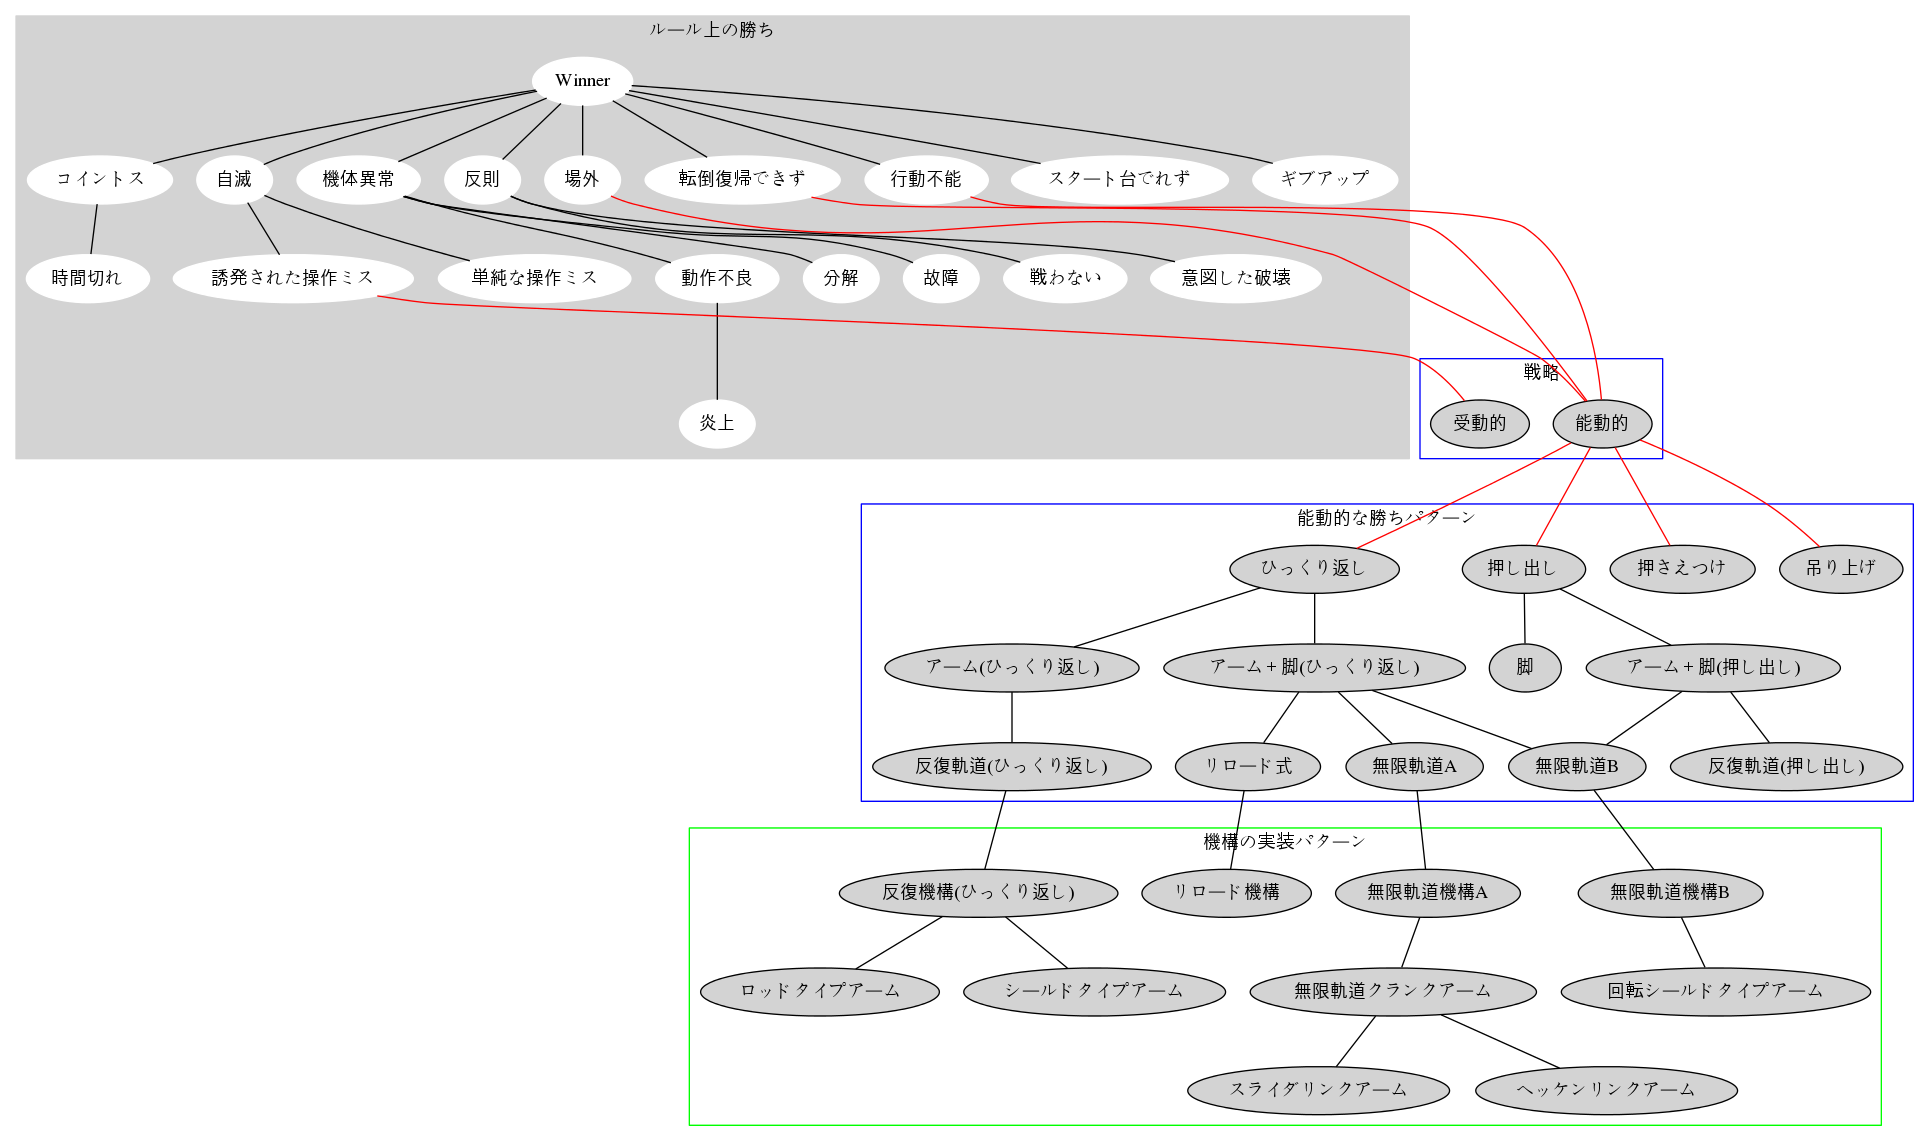 ルール上の勝ち
Winner
コイントス
自滅
機体異常
反則
場外
転倒復帰できず
行動不能
スタート台でれず
ギブアップ
時間切れ
誘発された操作ミス
単純な操作ミス
動作不良
分解
故障
戦わない
意図した破壊
戦略
炎上
受動的
能動的
能動的な勝ちパターン
ひっくり返し
押し出し
押さえつけ
吊り上げ
アーム(ひっくり返し)
アーム+脚(ひっくり返し)
脚
アーム+脚(押し出し)
反復軌道(ひっくり返し)
リロード式
無限軌道A
無限軌道B
反復軌道(押し出し)
機構の実装パターン
反復機構(ひっくり返し)
リロード機構
無限軌道機構A
無限軌道機構B
ロッドタイプアーム
シールドタイプアーム
無限軌道クランクアーム
回転シールドタイプアーム
スライダリンクアーム
ヘッケンリンクアーム